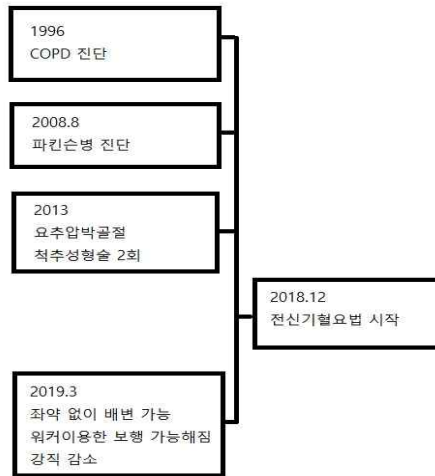 1996
COPD 진단
2008.8
파킨슨병 진단
2013
요추압박골절
척추성형술 2회
2018.12
전신기혈요법 시작
2019.3
좌약 없이 배변 가능
워커이용한 보행 가능해짐
강직 감소